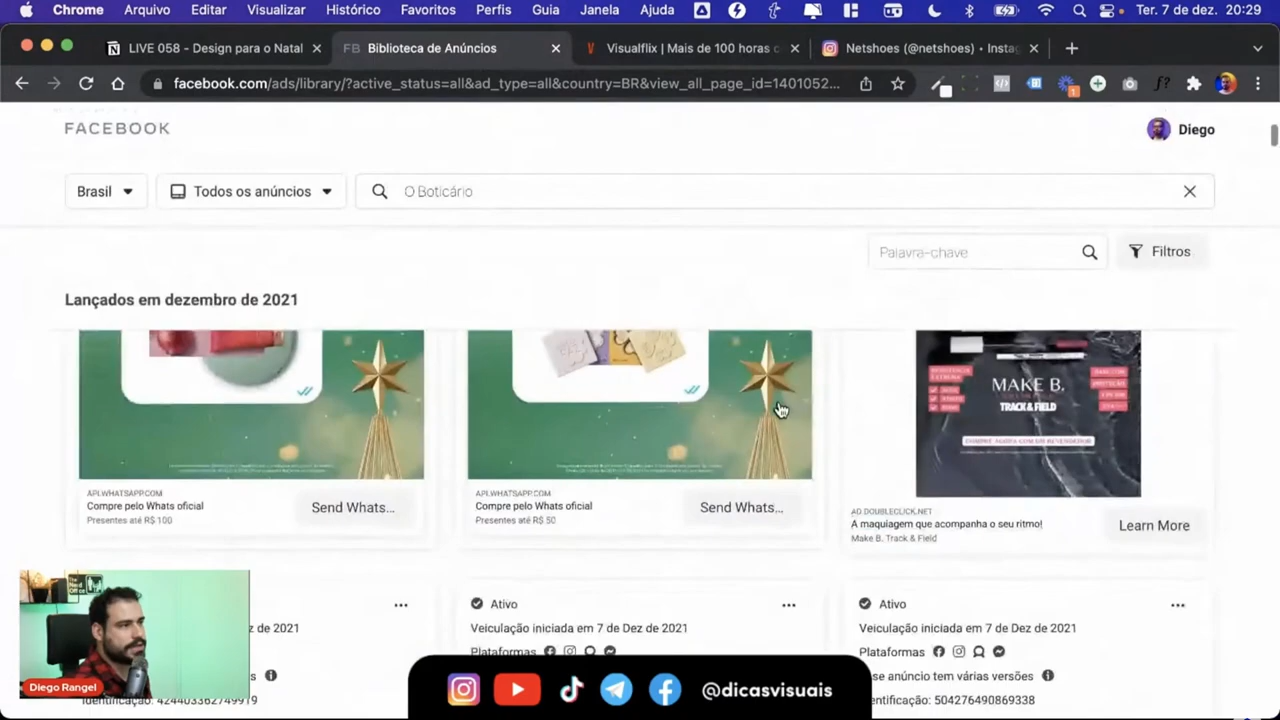 Chrome Arquivo Editar Visualizar Histórico Favoritos Perfis Guia Janela Ajuda Ter. 7 de dez. 20:29
LIVE 058 - Design para o Natal
FB Biblioteca de Anúncios
Visualflix | Mais de 100 horas
Netshoes (@netshoes) • Instag
facebook.com/ads/library/?active_status=all&ad_type=all&country=BR&view_all_page_id=1401052...
FACEBOOK
Diego
Brasil
Todos os anúncios
O Boticário
Palavra-chave
Filtros
Lançados em dezembro de 2021
MAKE B.
TRACK&FIELD
API.WHATSAPP.COM
Compre pelo Whats oficial
Presentes até R$ 100
Send Whats...
API.WHATSAPP.COM
Compre pelo Whats oficial
Presentes até R$ 50
Send Whats...
AD.DOUBLECLICK.NET
A maquiagem que acompanha o seu ritmo!
Make B. Track & Field
Learn More
z de 2021
Identificação: 424403362749919
Ativo
Veiculação iniciada em 7 de Dez de 2021
Plataformas
Ativo
Veiculação iniciada em 7 de Dez de 2021
Plataformas
se anúncio tem várias versões
Identificação: 504276490869338
Diego Rangel
@dicasvisuais